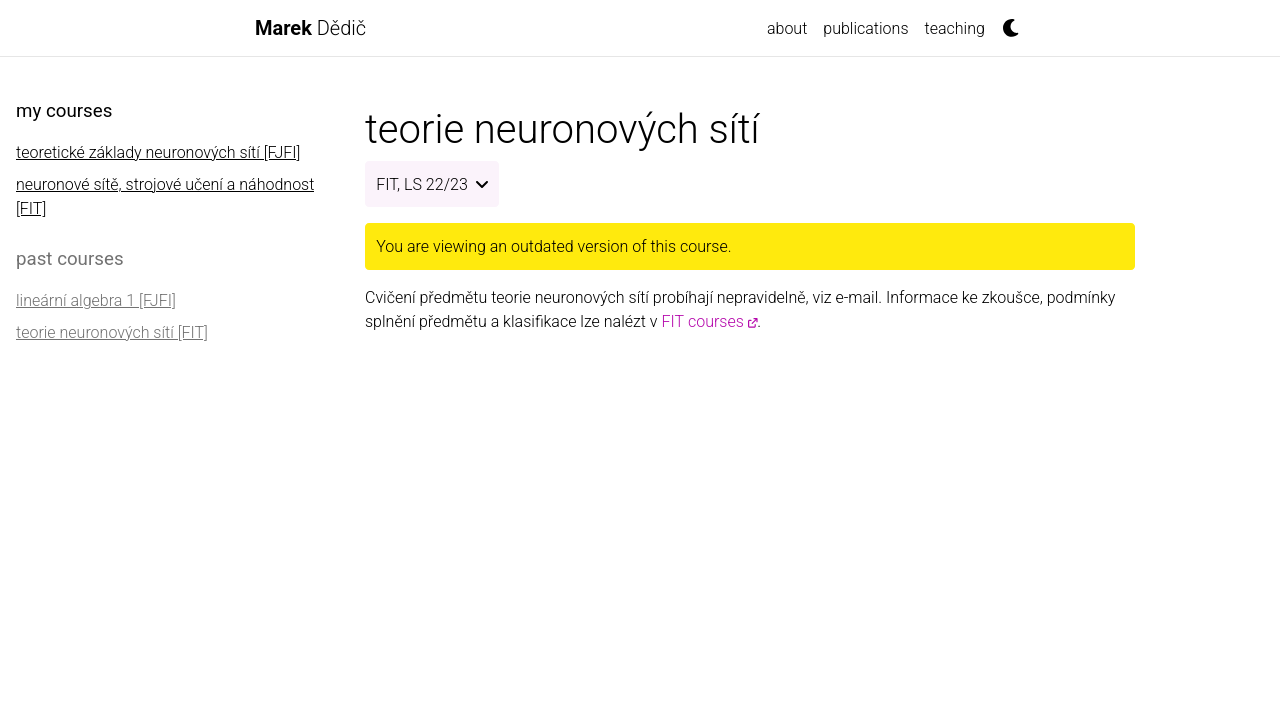 Marek Dědič
about
publications
teaching
my courses
teoretické základy neuronových sítí [FJFI]
neuronové sítě, strojové učení a náhodnost
[FIT]
past courses
lineární algebra 1 [FJFI]
teorie neuronových sítí [FIT]
teorie neuronových sítí
FIT, LS 22/23
You are viewing an outdated version of this course.
Cvičení předmětu teorie neuronových sítí probíhají nepravidelně, viz e-mail. Informace ke zkoušce, podmínky
splnění předmětu a klasifikace lze nalézt v FIT courses.